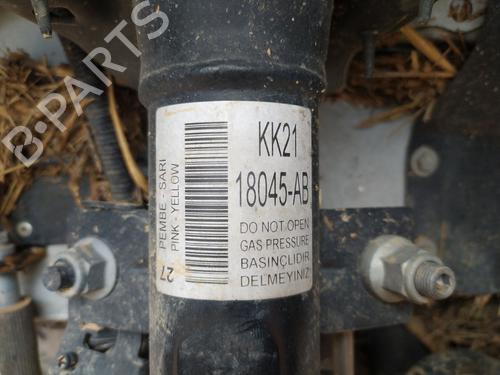 B-PARTS
KK21
18045-AB
DO NOT OPEN
GAS PRESSURE
BASINÇLIDIR
DELMEYINIZ
PEMBE - SARI
PINK - YELLOW
27